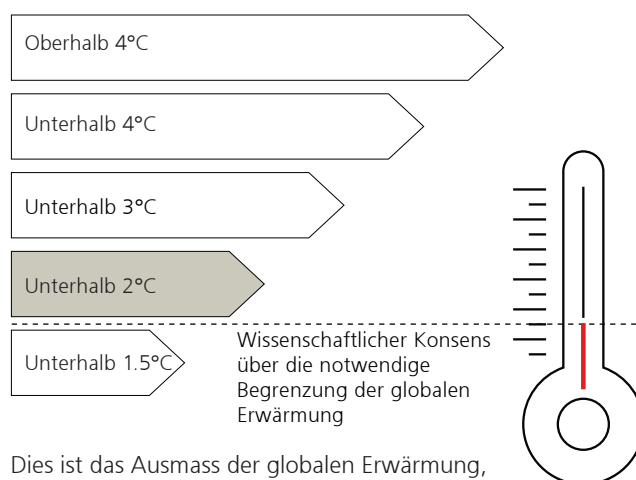 Oberhalb 4°C
Unterhalb 4°C
Unterhalb 3°C
Unterhalb 2°C
Unterhalb 1.5°C
Wissenschaftlicher Konsens
über die notwendige
Begrenzung der globalen
Erwärmung
Dies ist das Ausmass der globalen Erwärmung,